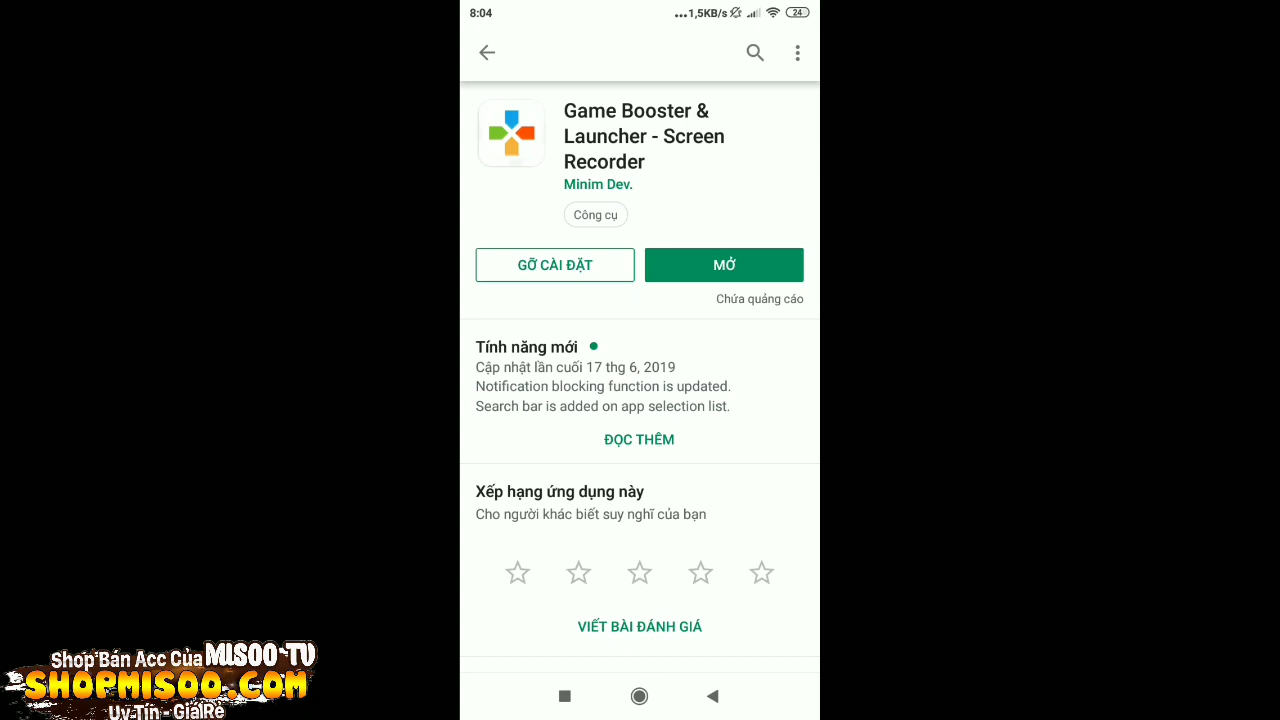 8:04
...1,5KB/s
24
Game Booster &
Launcher - Screen
Recorder
Minim Dev.
Công cụ
GỠ CÀI ĐẶT
MỞ
Chứa quảng cáo
Tính năng mới
Cập nhật lần cuối 17 thg 6, 2019
Notification blocking function is updated.
Search bar is added on app selection list.
ĐỌC THÊM
Xếp hạng ứng dụng này
Cho người khác biết suy nghĩ của bạn
VIẾT BÀI ĐÁNH GIÁ
Shop Bán Acc Của MISOO TV
SHOPMISOO.COM
Uy Tín - Giá Rẻ